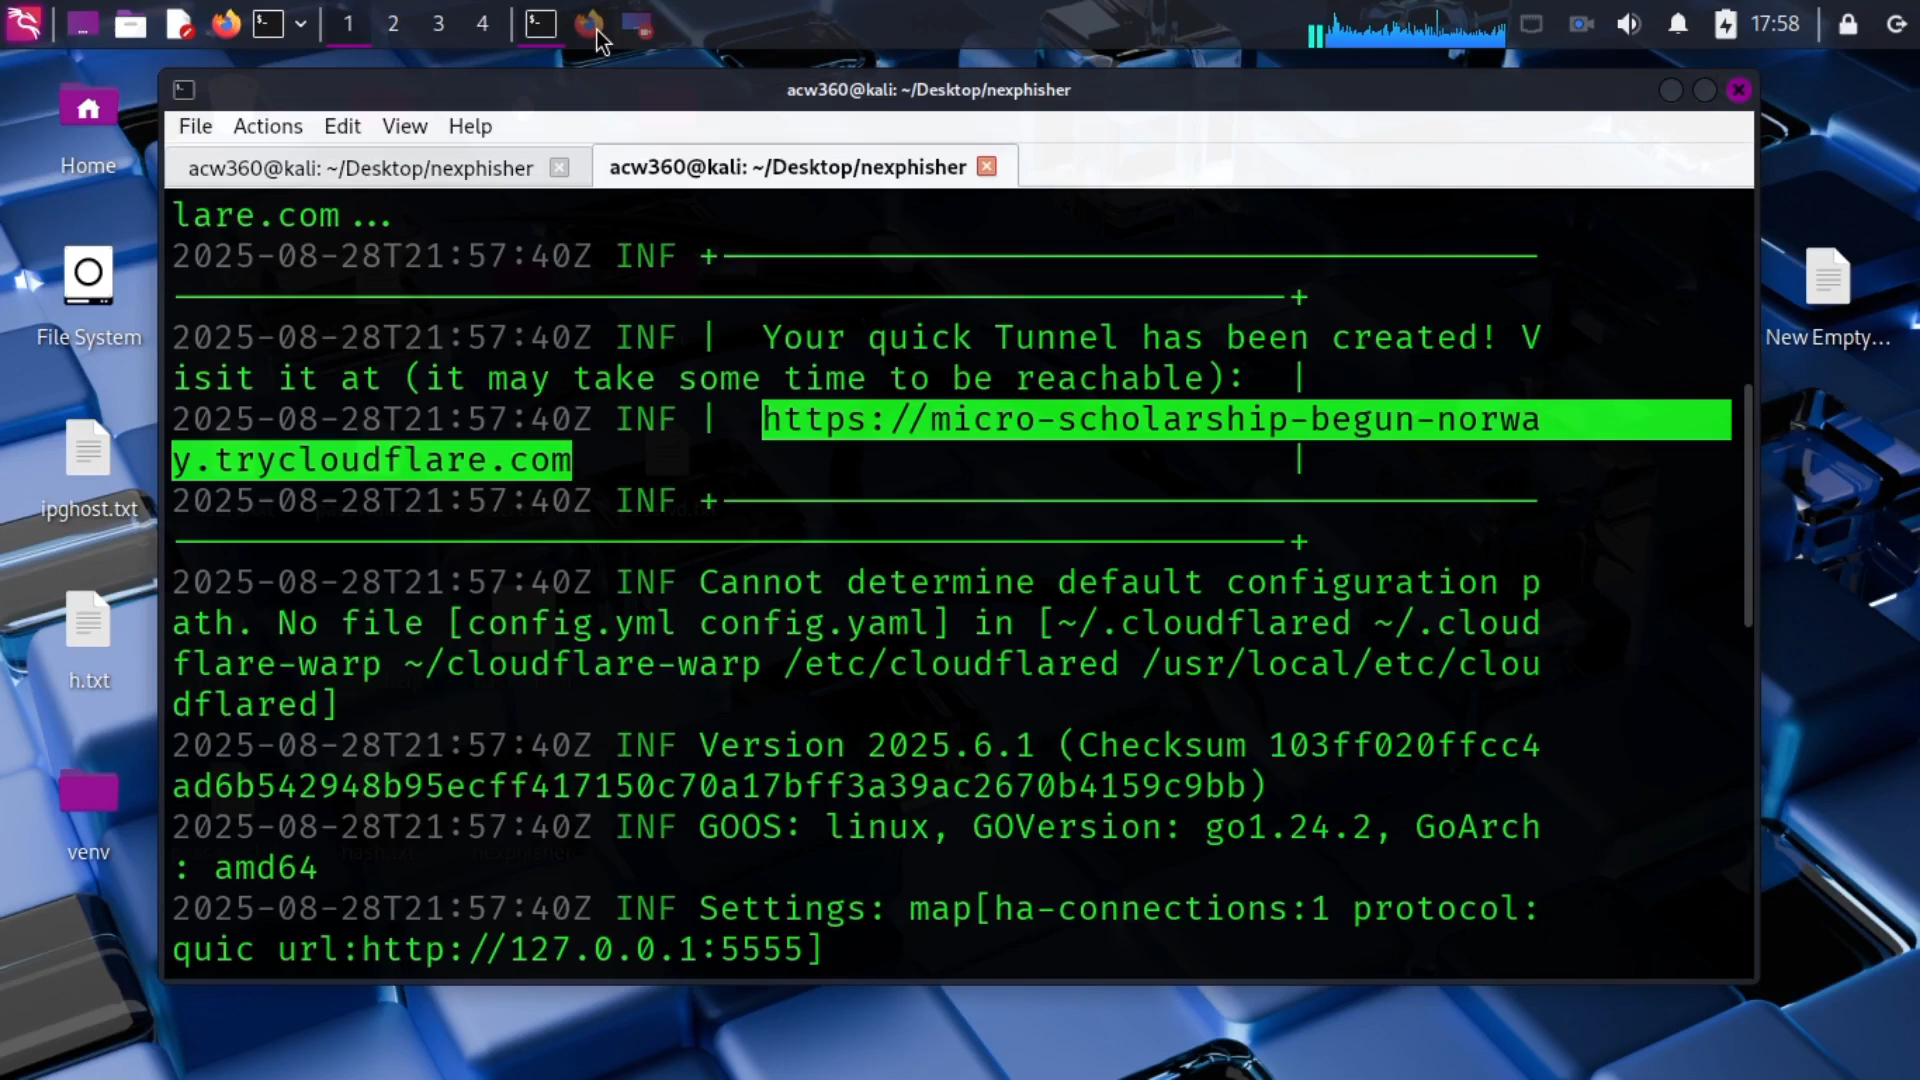 1 2 3 4 17:58
acw360@kali: ~/Desktop/nexphisher
File Actions Edit View Help
acw360@kali: ~/Desktop/nexphisher
acw360@kali: ~/Desktop/nexphisher
lare.com...
2025-08-28T21:57:40Z INF +
+
2025-08-28T21:57:40Z INF | Your quick Tunnel has been created! V
isit it at (it may take some time to be reachable): |
2025-08-28T21:57:40Z INF | https://micro-scholarship-begun-norwa
y.trycloudflare.com |
2025-08-28T21:57:40Z INF +
+
2025-08-28T21:57:40Z INF Cannot determine default configuration p
ath. No file [config.yml config.yaml] in [~/.cloudflared ~/.cloud
flare-warp ~/cloudflare-warp /etc/cloudflared /usr/local/etc/clou
dflared]
2025-08-28T21:57:40Z INF Version 2025.6.1 (Checksum 103ff020ffcc4
ad6b542948b95ecff417150c70a17bff3a39ac2670b4159c9bb)
2025-08-28T21:57:40Z INF GOOS: linux, GOVersion: go1.24.2, GoArch
: amd64
2025-08-28T21:57:40Z INF Settings: map[ha-connections:1 protocol:
quic url:http://127.0.0.1:5555]
Home
File System
ipghost.txt
h.txt
venv
New Empty...
hash.txt
nexphisher